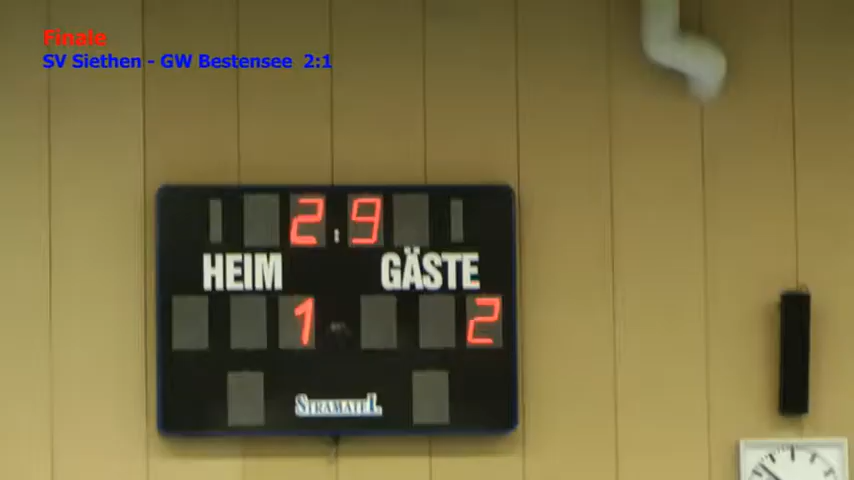 Finale
SV Siethen - GW Bestensee 2:1
2:9
HEIM GÄSTE
1 2
STRAMATEL